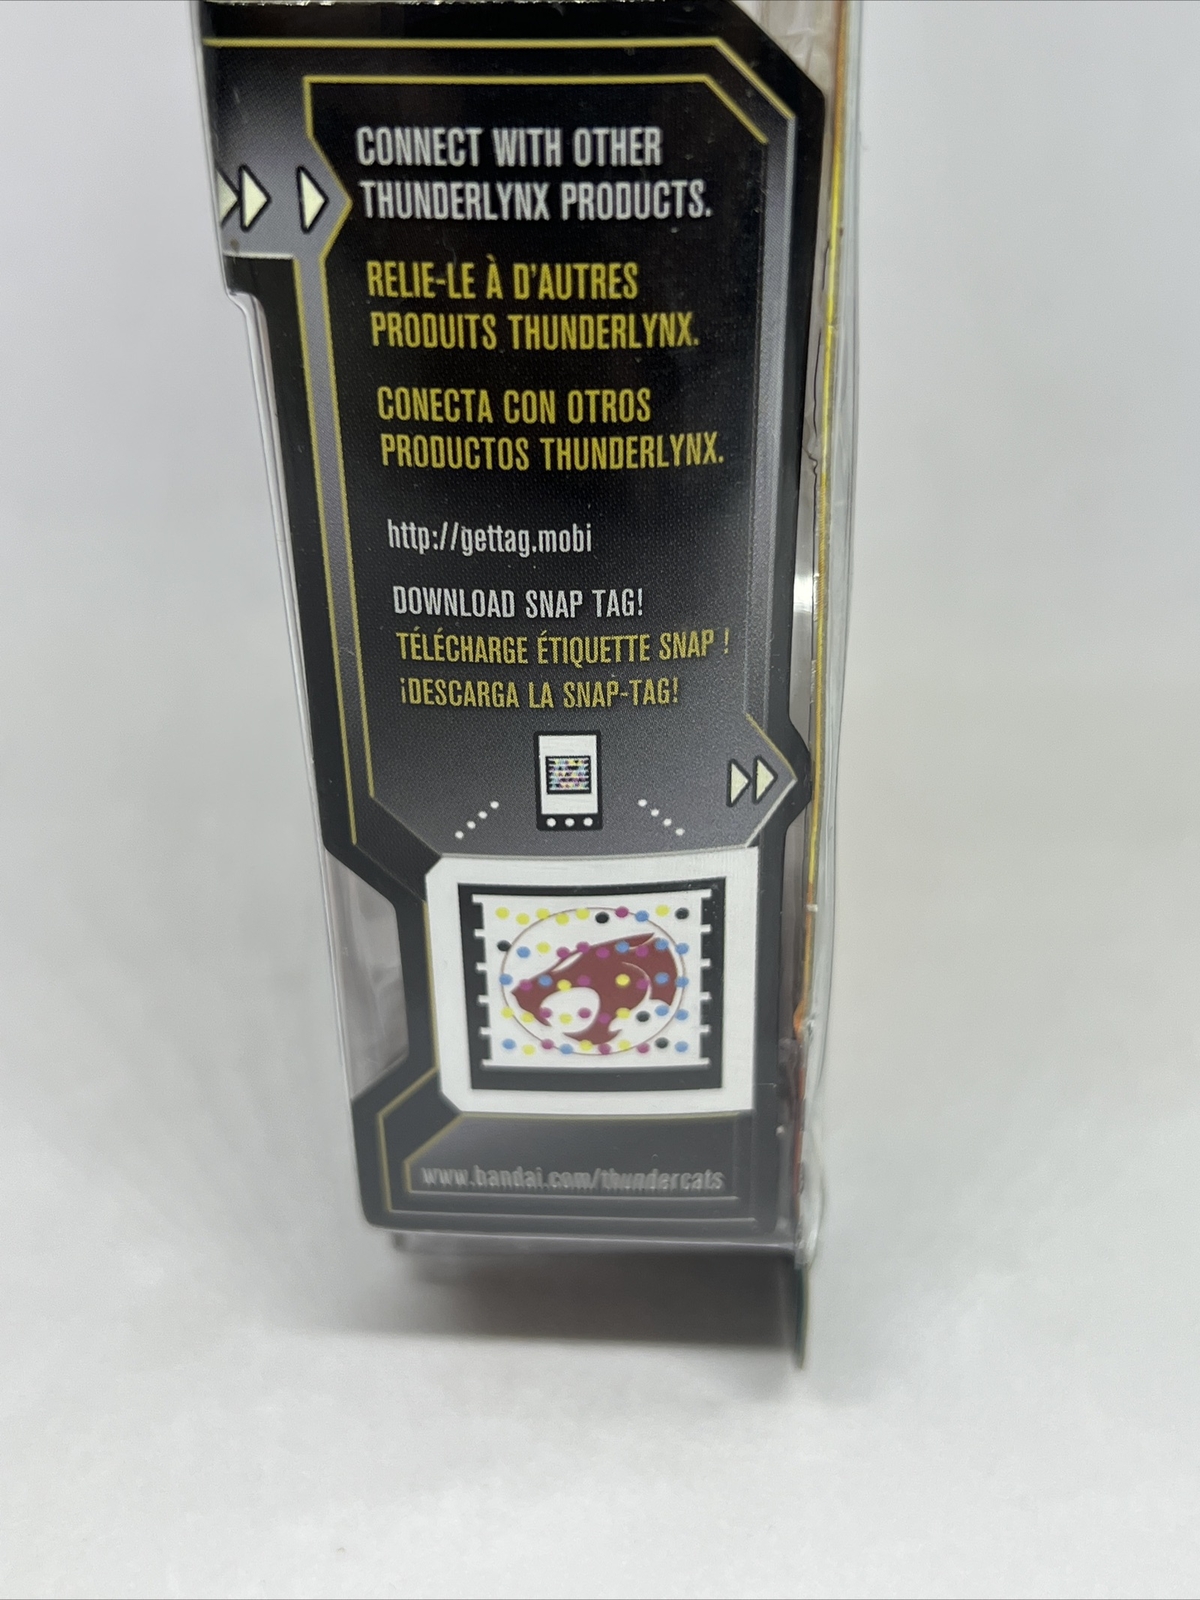 CONNECT WITH OTHER
THUNDERLYNX PRODUCTS.
RELIE-LE À D'AUTRES
PRODUITS THUNDERLYNX.
CONECTA CON OTROS
PRODUCTOS THUNDERLYNX.
http://gettag.mobi
DOWNLOAD SNAP TAG!
TÉLÉCHARGE ÉTIQUETTE SNAP !
¡DESCARGA LA SNAP-TAG!
www.bandai.com/thundercats